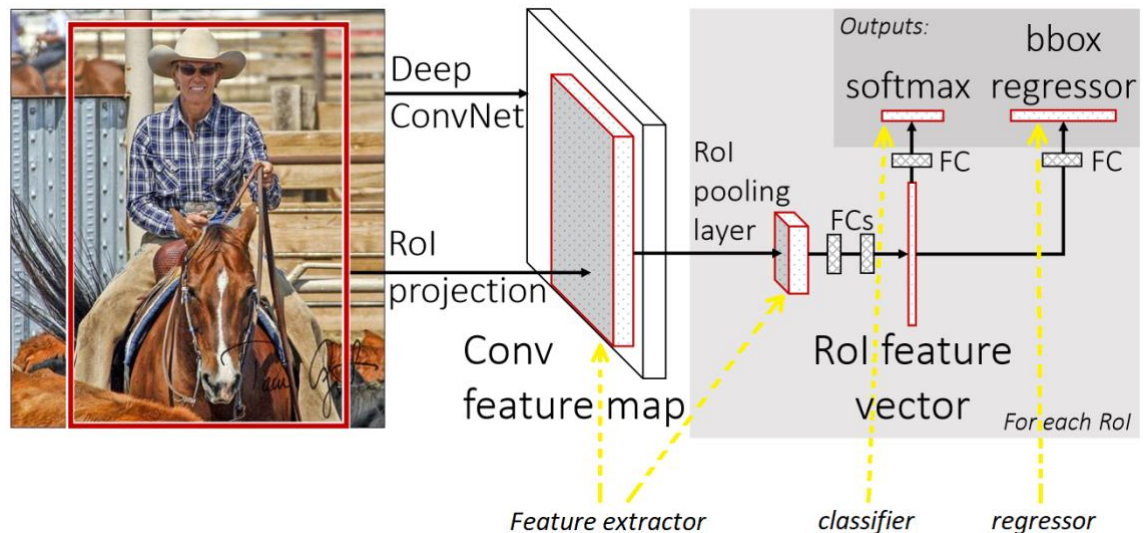 Deep
ConvNet
RoI
projection
Conv
feature map
RoI
pooling
layer
FCs
RoI feature
vector
For each RoI
Outputs:
softmax
bbox
regressor
FC
FC
Feature extractor
classifier
regressor